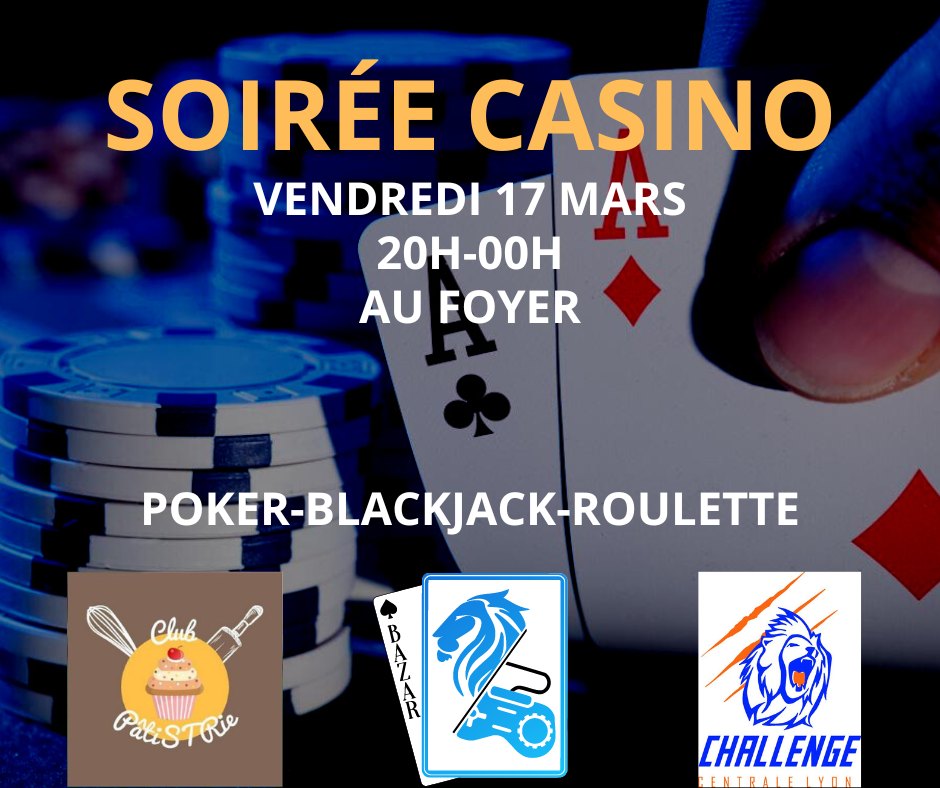 SOIRÉE CASINO
VENDREDI 17 MARS
20H-00H
AU FOYER
A
A
POKER-BLACKJACK-ROULETTE
Club
PâtiSTRie
BAZAR
CHALLENGE
CENTRALE LYON